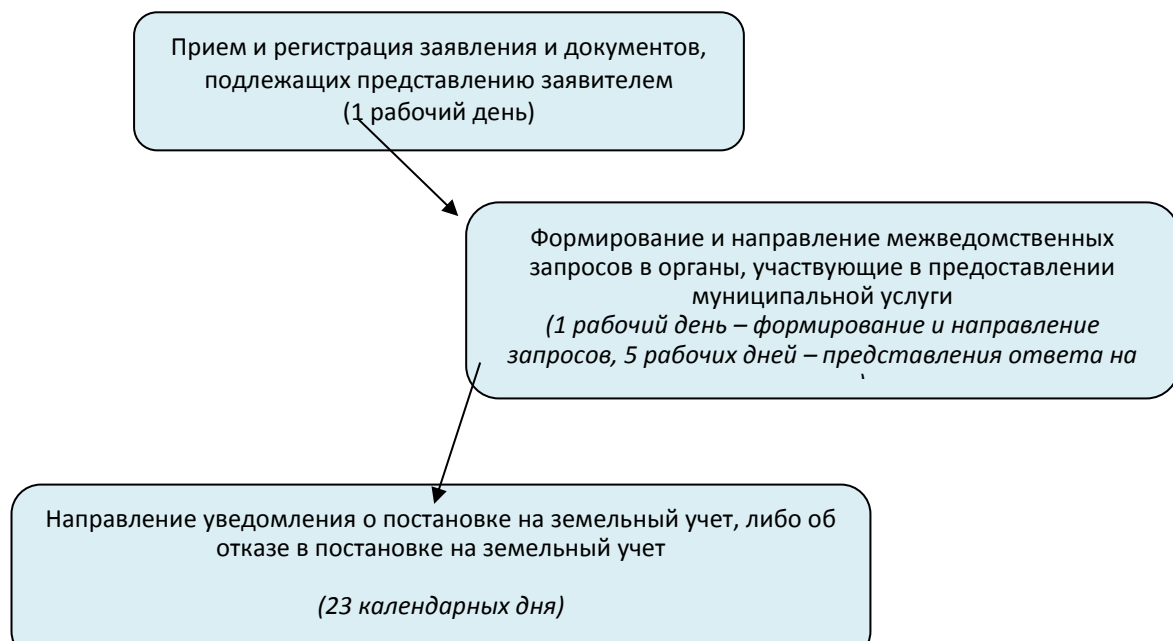 Прием и регистрация заявления и документов,
подлежащих представлению заявителем
(1 рабочий день)
Формирование и направление межведомственных
запросов в органы, участвующие в предоставлении
муниципальной услуги
(1 рабочий день – формирование и направление
запросов, 5 рабочих дней – представления ответа на
Направление уведомления о постановке на земельный учет, либо об
отказе в постановке на земельный учет
(23 календарных дня)